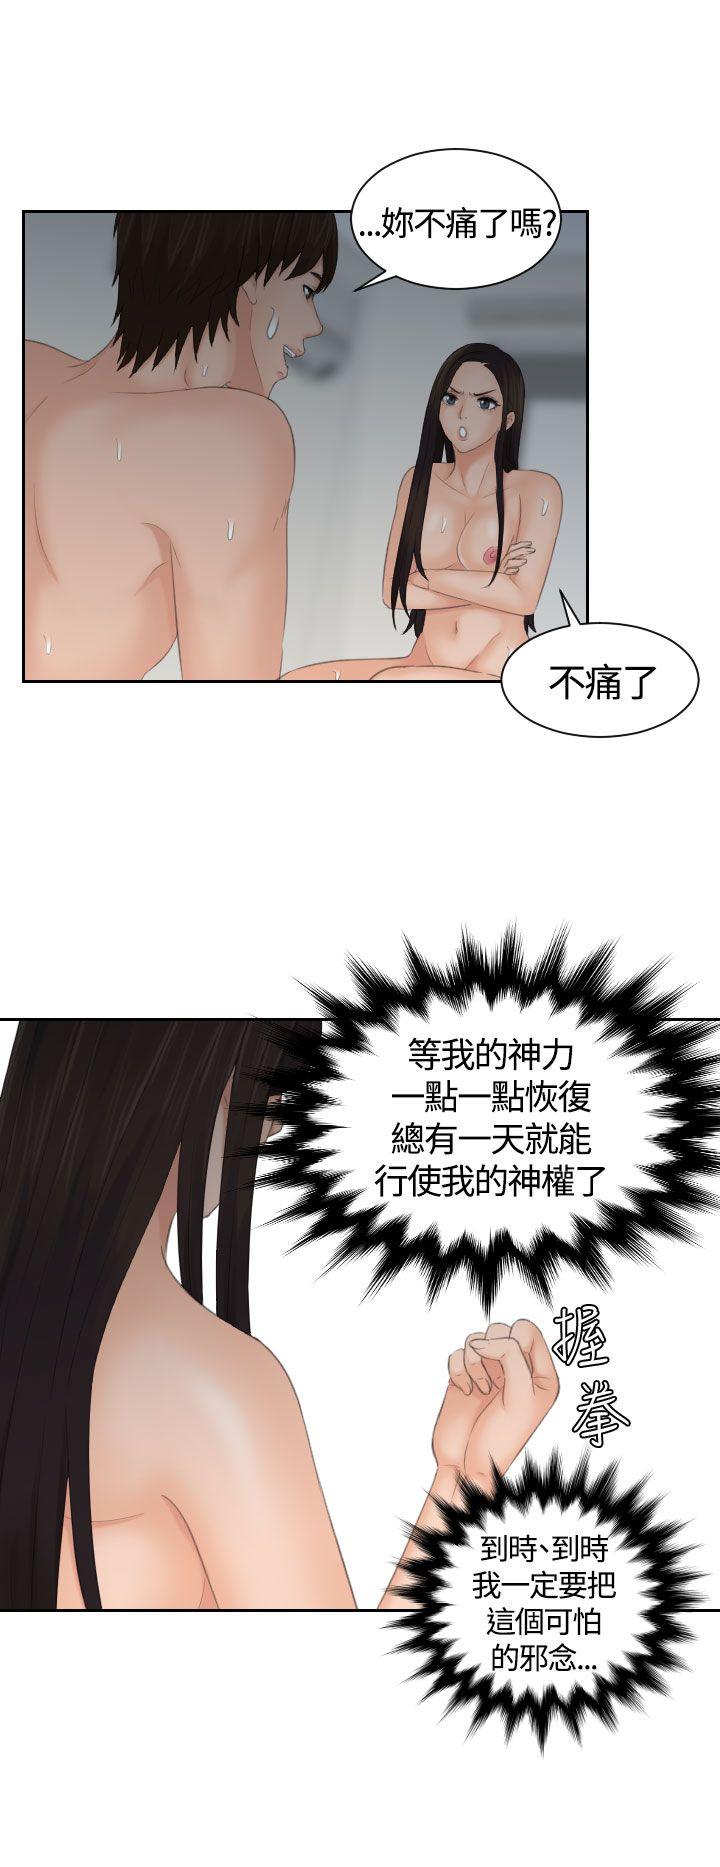 ...妳不痛了嗎?
不痛了
等我的神力
一點一點恢復
總有一天就能
行使我的神權了
握
拳
到時、到時
我一定要把
這個可怕
的邪念...